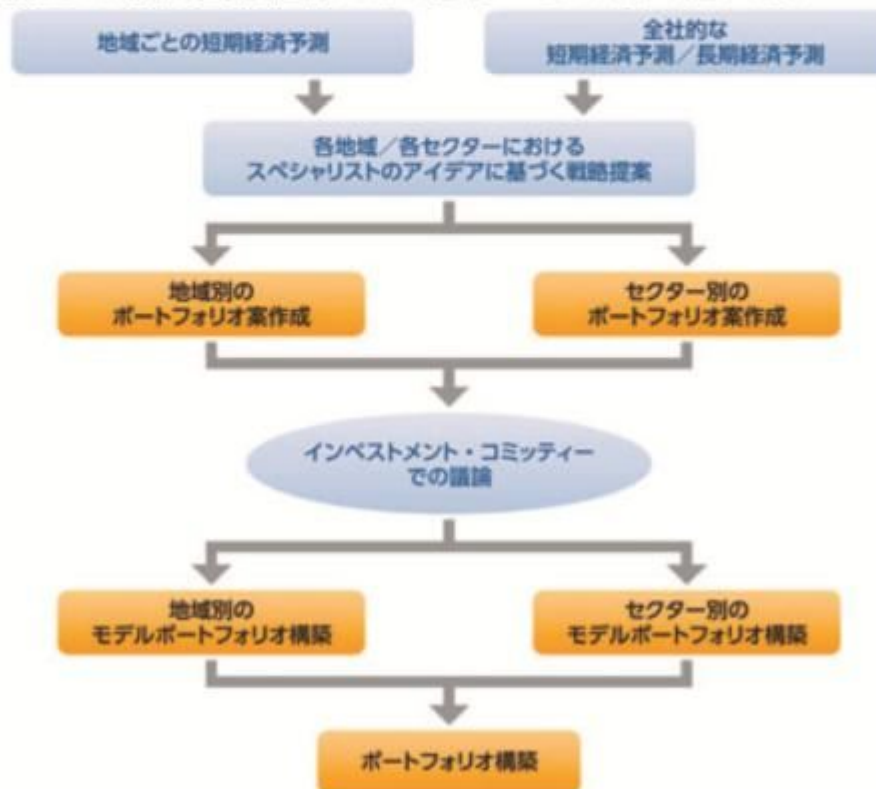 地域ごとの短期経済予測
全社的な
短期経済予測／長期経済予測
各地域／各セクターにおける
スペシャリストのアイデアに基づく戦略提案
地域別の
ポートフォリオ案作成
セクター別の
ポートフォリオ案作成
インベストメント・コミッティー
での議論
地域別の
モデルポートフォリオ構築
セクター別の
モデルポートフォリオ構築
ポートフォリオ構築